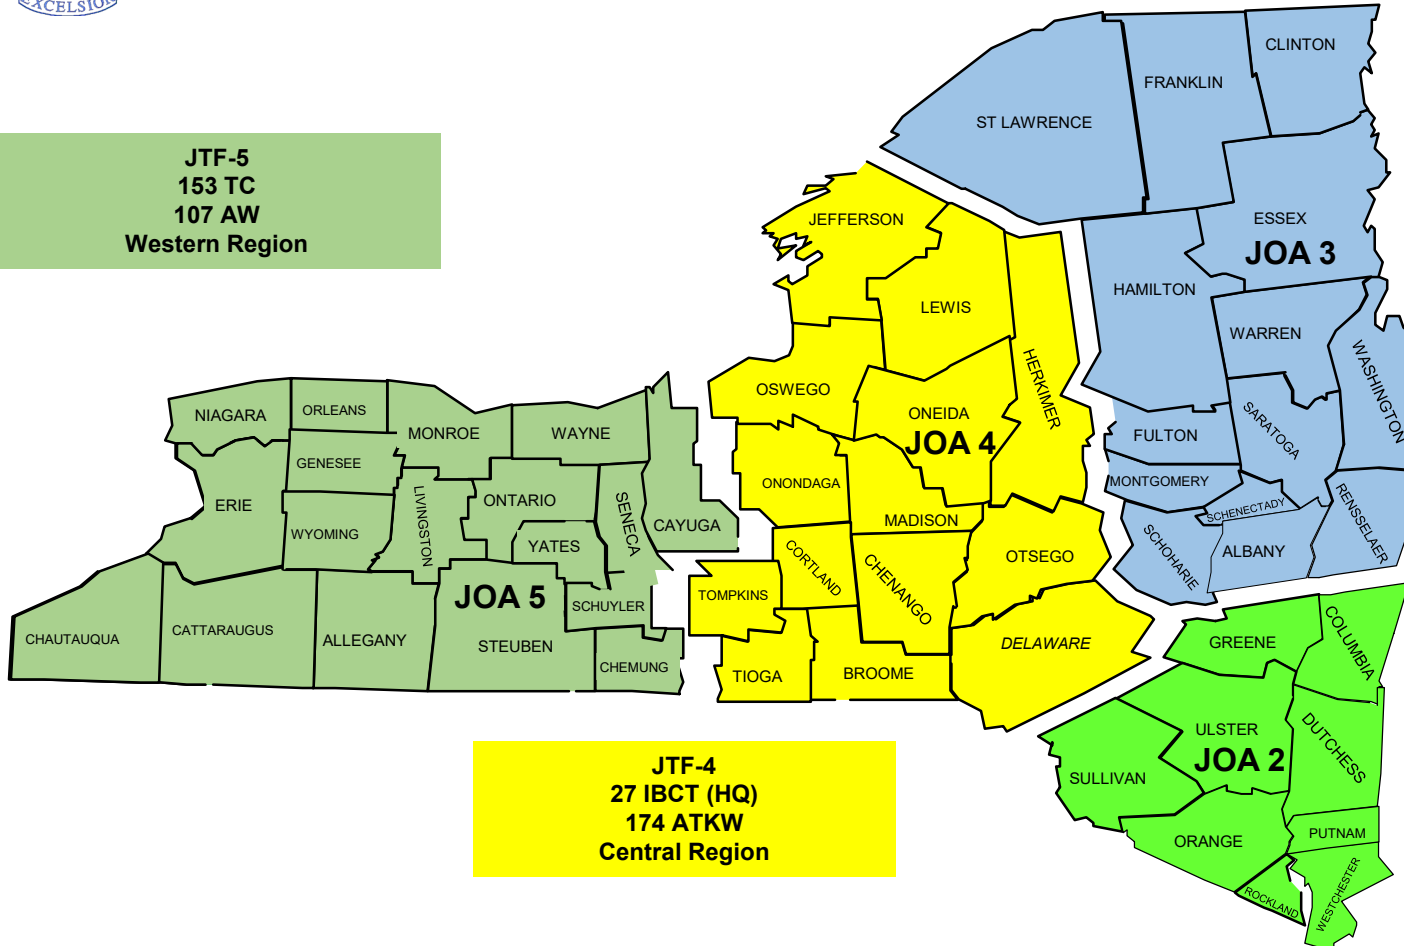 EXCELSIOR
CLINTON
FRANKLIN
ST LAWRENCE
JTF-5
153 TC
107 AW
Western Region
JEFFERSON
ESSEX
JOA 3
HAMILTON
LEWIS
WARREN
WASHINGTON
HERKIMER
OSWEGO
ONEIDA
JOA 4
SARATOGA
FULTON
NIAGARA
ORLEANS
MONROE
WAYNE
GENESEE
MONTGOMERY
ONONDAGA
ERIE
LIVINGSTON
ONTARIO
SENECA
CAYUGA
MADISON
SCHENECTADY
RENSSELAER
WYOMING
YATES
CORTLAND
CHENANGO
OTSEGO
SCHOHARIE
ALBANY
JOA 5
SCHUYLER
TOMPKINS
CHAUTAUQUA
CATTARAUGUS
ALLEGANY
STEUBEN
CHEMUNG
TIOGA
BROOME
DELAWARE
GREENE
COLUMBIA
ULSTER
JOA 2
DUTCHESS
SULLIVAN
JTF-4
27 IBCT (HQ)
174 ATKW
Central Region
ORANGE
PUTNAM
ROCKLAND
WESTCHESTER